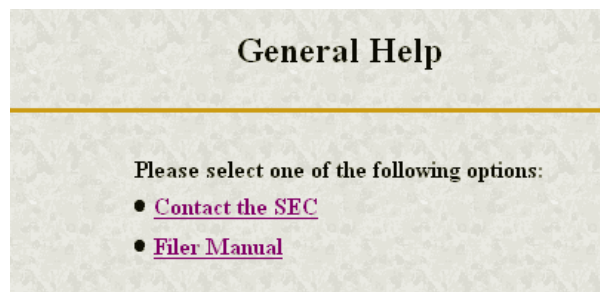 General Help
Please select one of the following options:
Contact the SEC
Filer Manual